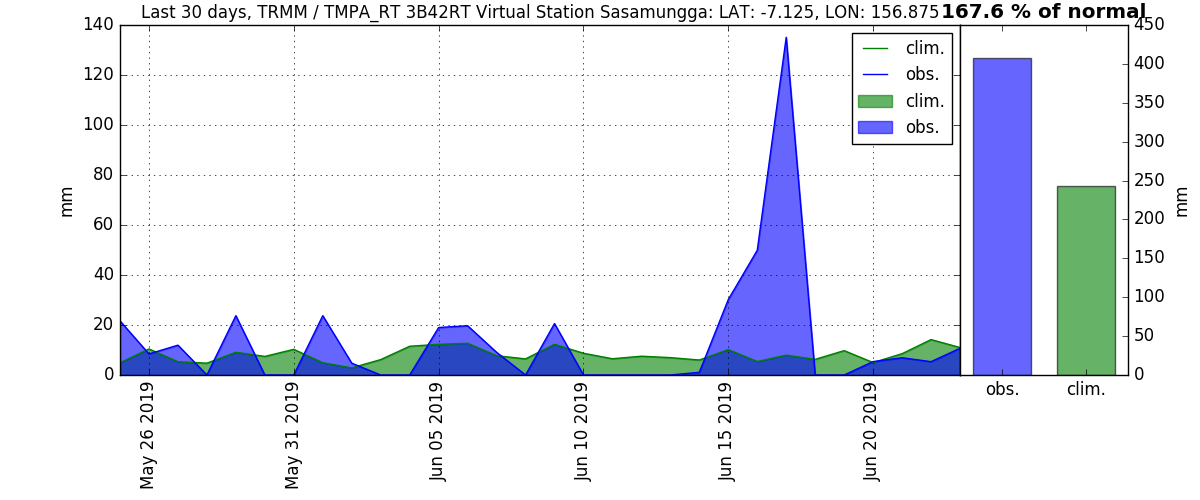 Last 30 days, TRMM / TMPA_RT 3B42RT Virtual Station Sasamungga: LAT: -7.125, LON: 156.875
167.6 % of normal
140
120
100
80
60
40
20
0
mm
clim.
obs.
clim.
obs.
May 26 2019
May 31 2019
Jun 05 2019
Jun 10 2019
Jun 15 2019
Jun 20 2019
450
400
350
300
250
200
150
100
50
0
mm
obs.
clim.